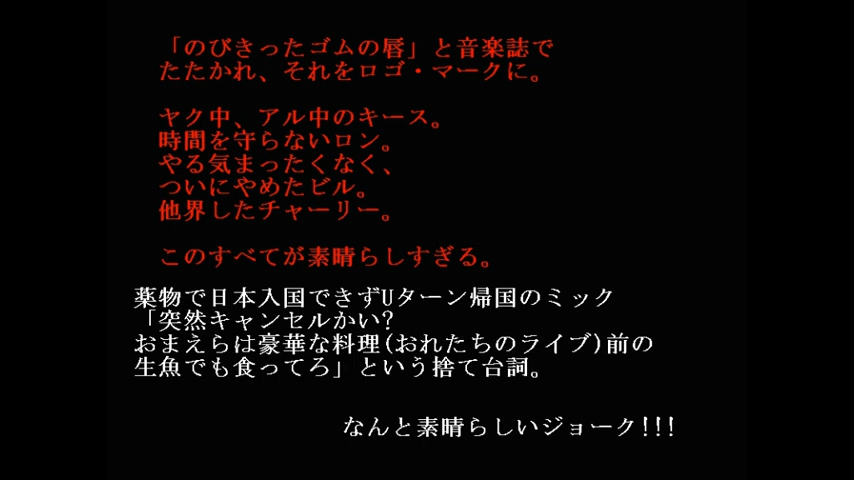 「のびきったゴムの唇」と音楽誌で
たたかれ、それをロゴ・マークに。
ヤク中、アル中のキース。
時間を守らないロン。
やる気まったくなく、
ついにやめたビル。
他界したチャーリー。
このすべてが素晴らしすぎる。
薬物で日本入国できずUターン帰国のミック
「突然キャンセルかい?
おまえらは豪華な料理(おれたちのライブ)前の
生魚でも食ってろ」という捨て台詞。
なんと素晴らしいジョーク!!!